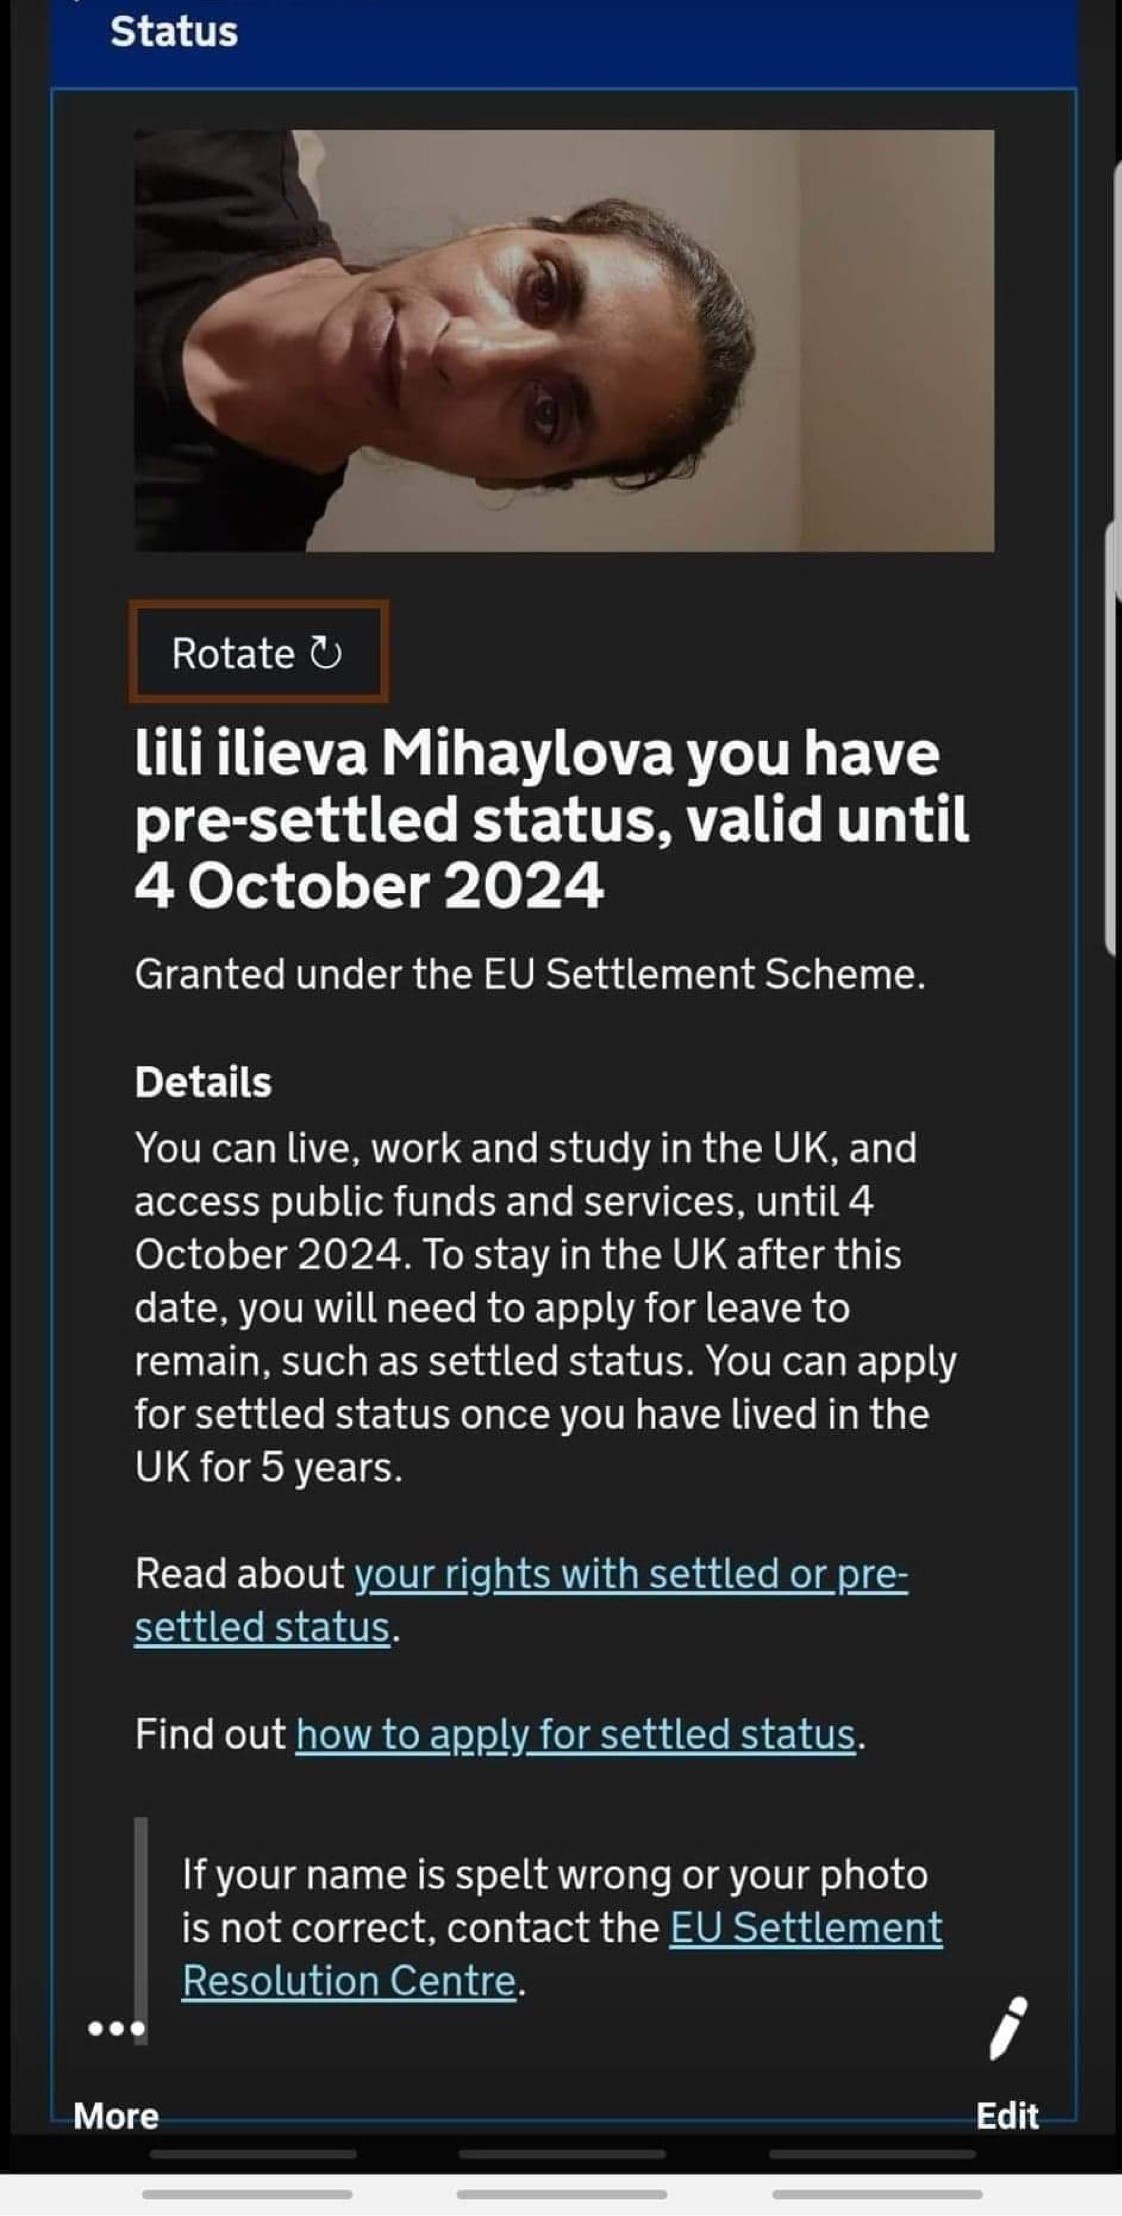 Status
Rotate ↻
lili ilieva Mihaylova you have
pre-settled status, valid until
4 October 2024
Granted under the EU Settlement Scheme.
Details
You can live, work and study in the UK, and
access public funds and services, until 4
October 2024. To stay in the UK after this
date, you will need to apply for leave to
remain, such as settled status. You can apply
for settled status once you have lived in the
UK for 5 years.
Read about your rights with settled or pre-
settled status.
Find out how to apply for settled status.
If your name is spelt wrong or your photo
is not correct, contact the EU Settlement
Resolution Centre.
More
Edit